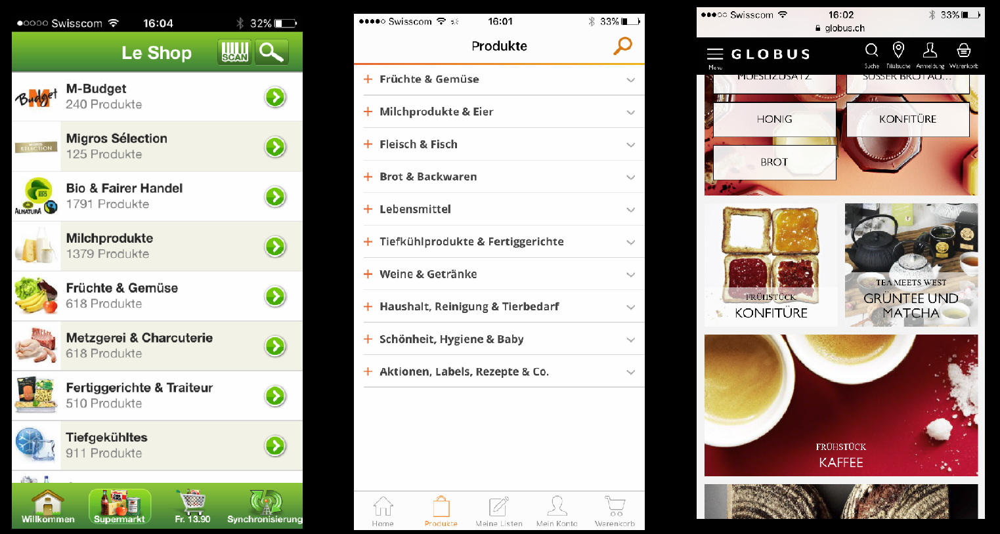 Swisscom 16:04 32%
Le Shop SCAN
M-Budget
240 Produkte
Budget
Migros Sélection
125 Produkte
MIGROS
SELECTION
Bio & Fairer Handel
1791 Produkte
BIO
ALNATURA
Milchprodukte
1379 Produkte
Früchte & Gemüse
618 Produkte
Metzgerei & Charcuterie
618 Produkte
Fertiggerichte & Traiteur
510 Produkte
Tiefgekühltes
911 Produkte
Willkommen Supermarkt Fr. 13.90 Synchronisierung
Swisscom 16:01 33%
Produkte
+ Früchte & Gemüse
+ Milchprodukte & Eier
+ Fleisch & Fisch
+ Brot & Backwaren
+ Lebensmittel
+ Tiefkühlprodukte & Fertiggerichte
+ Weine & Getränke
+ Haushalt, Reinigung & Tierbedarf
+ Schönheit, Hygiene & Baby
+ Aktionen, Labels, Rezepte & Co.
Home Produkte Meine Listen Mein Konto Warenkorb
Swisscom 16:02 33%
globus.ch
Menu GLOBUS Suche Filialsuche Anmeldung Warenkorb
MUESLIZUSATZ SÜSSER BROTAU...
HONIG KONFITÜRE
BROT
FRÜHSTÜCK
KONFITÜRE
TEA MEETS WEST
GRÜNTEE UND
MATCHA
FRÜHSTÜCK
KAFFEE